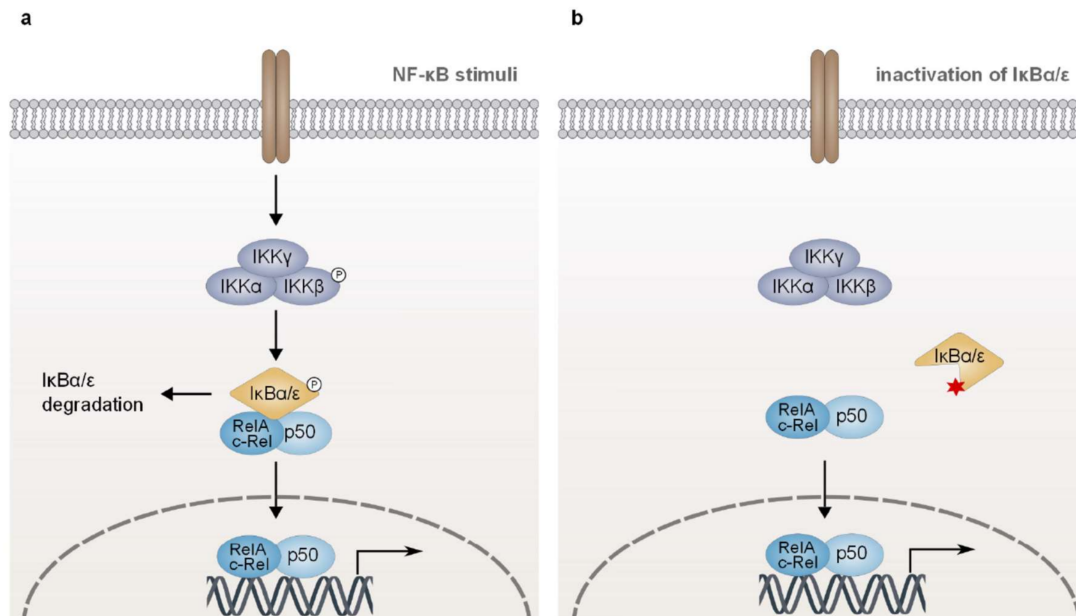 a
NF-κB stimuli
IKKγ
IKKα
IKKβ
P
IκBα/ε
P
IκBα/ε
degradation
RelA
c-Rel
p50
RelA
c-Rel
p50
b
inactivation of IκBα/ε
IKKγ
IKKα
IKKβ
IκBα/ε
RelA
c-Rel
p50
RelA
c-Rel
p50